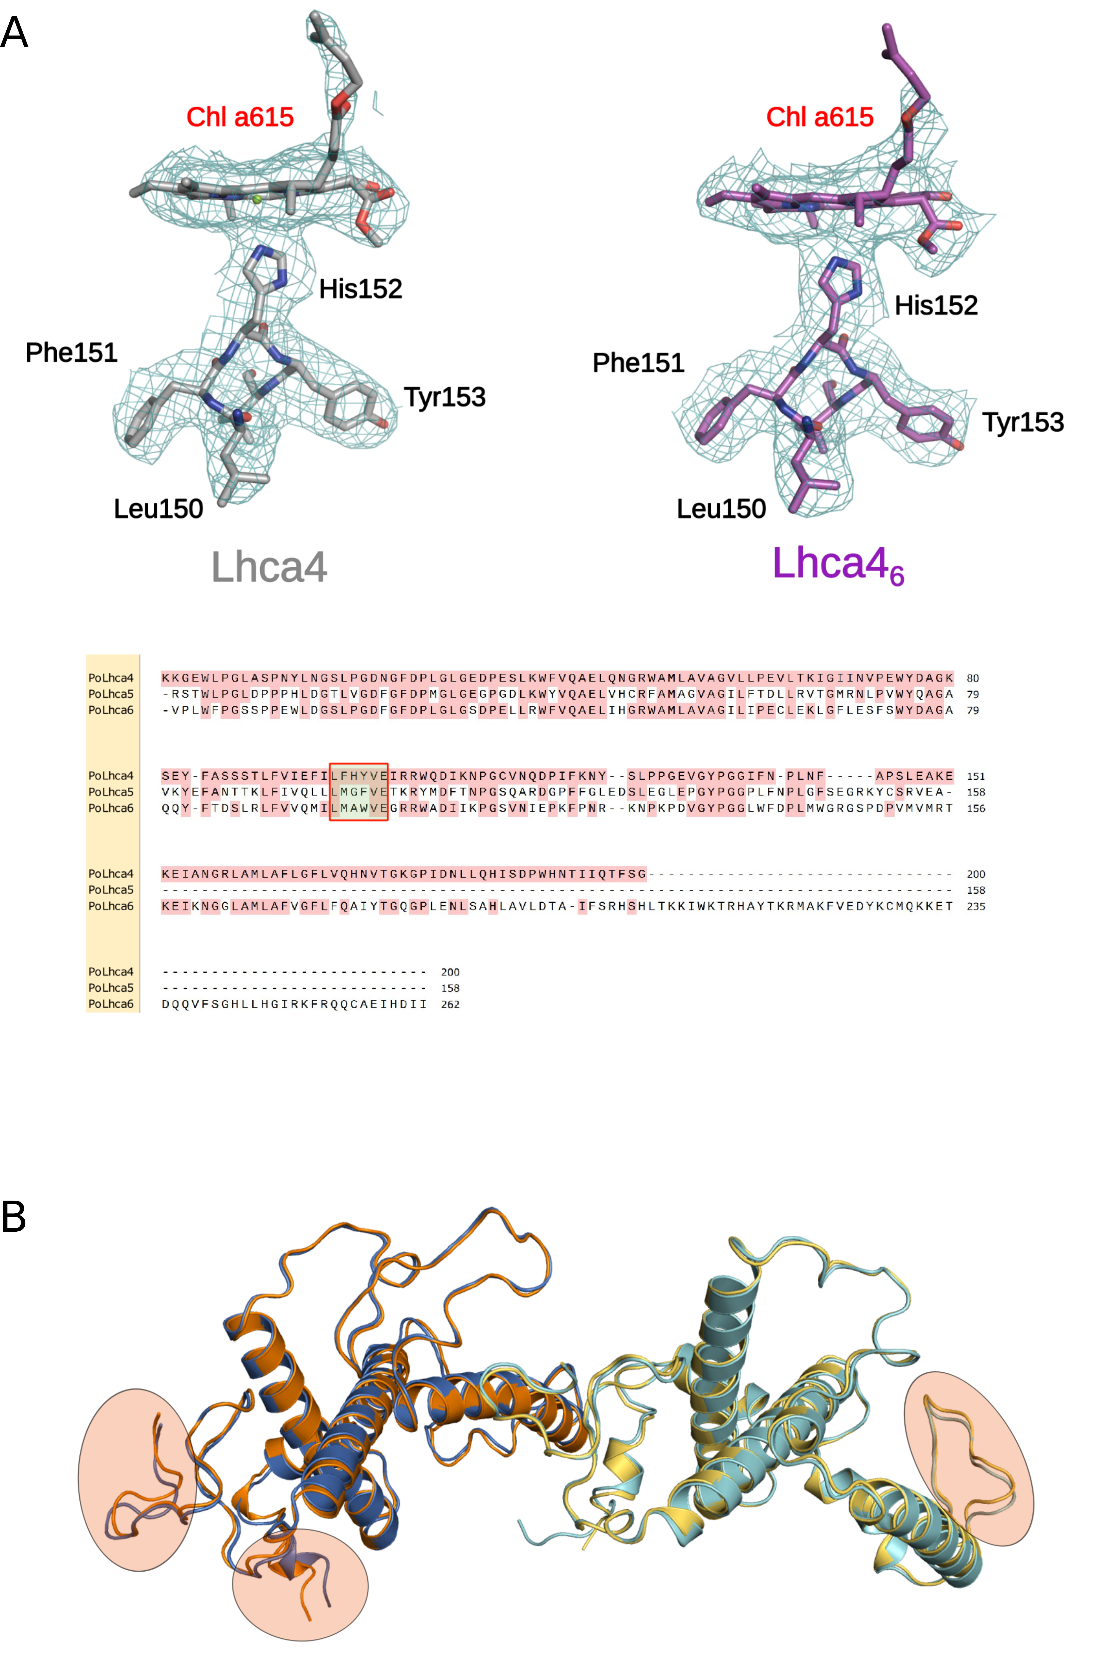 A
Chl a615
Chl a615
His152
His152
Phe151
Phe151
Tyr153
Tyr153
Leu150
Leu150
Lhca4
Lhca4₆
PoLhca4 KKGEWLPGLASPNYLNGSLPGDNGFDPLGLGEDPESLKWFVQAELQNGRWAMLAVAGVLLPEVLTKIGIINVPEWYDAGK 80
PoLhca5 -RSTWLPGLDPPPHLDGTLVGDFGFDPMGLGEGPGDLKWYVQAELVHCRFAMAGVAGILFTDLLRVTGMRNLPVWYQAGA 79
PoLhca6 -VPLWFPGSSPPEWLDGSLPGDFGFDPLGLGSDPELLRWFVQAELIHGRWAMLAVAGILIPECLEKLGFLESFSWYDAGA 79
PoLhca4 SEY-FASSSTLFVIEFILFHYVEIRRWQDIKNPGCVNQDPIFKNY--SLPPGEVGYPGGIFN-PLNF-----APSLEAKE 151
PoLhca5 VKYEFANTTKLFIVQLLLMGFVETKRYMDFTNPGSQARDGPFFGLEDSLEGLEPGYPGGPLFNPLGFSEGRKYCSRVEA- 158
PoLhca6 QQY-FTDSLRLFVVQMILMAWVEGRRWADIIKPGSVNIEPKFPNR--KNPKPDVGYPGGLWFDPLMWGRGSPDPVMVMRT 156
PoLhca4 KEIANGRLAMLAFLGFLVQHNVTGKGPIDNLLQHISDPWHNTIIQTFSG------------------------------- 200
PoLhca5 -------------------------------------------------------------------------------- 158
PoLhca6 KEIKNGGLAMLAFVGFLFQAIYTGQGPLENLSAHLAVLDTA-IFSRHSHLTKKIWKTRHAYTKRMAKFVEDYKCMQKKET 235
PoLhca4 --------------------------- 200
PoLhca5 --------------------------- 158
PoLhca6 DQQVFSGHLLHGIRKFRQQCAEIHDII 262
B